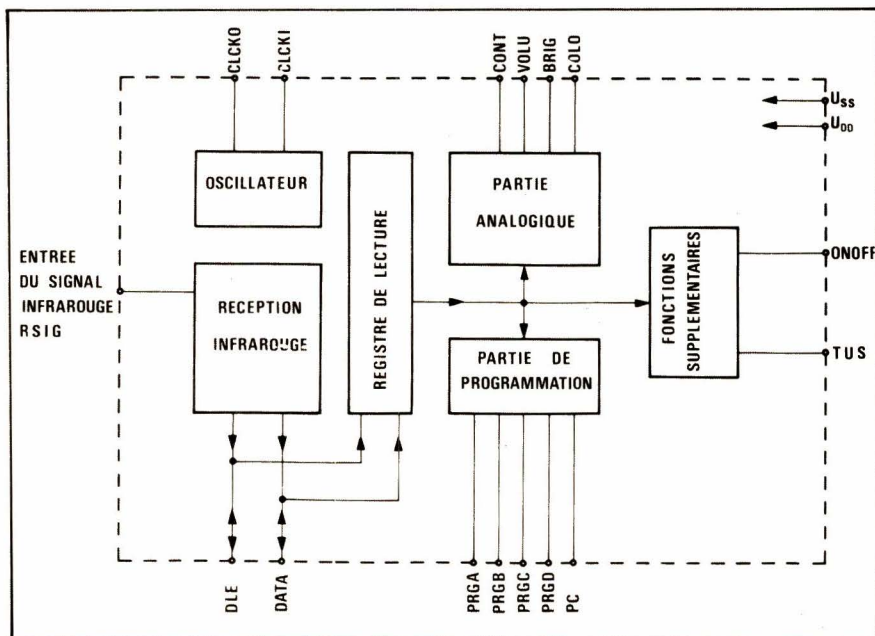 CLCKO
CLCKI
CONT
VOLU
BRIG
COLO
USS
UDD
OSCILLATEUR
REGISTRE DE LECTURE
PARTIE
ANALOGIQUE
FONCTIONS
SUPPLEMENTAIRES
ONOFF
TUS
ENTREE
DU SIGNAL
INFRAROUGE
RSIG
RECEPTION
INFRAROUGE
PARTIE DE
PROGRAMMATION
DLE
DATA
PRGA
PRGB
PRGC
PRGD
PC